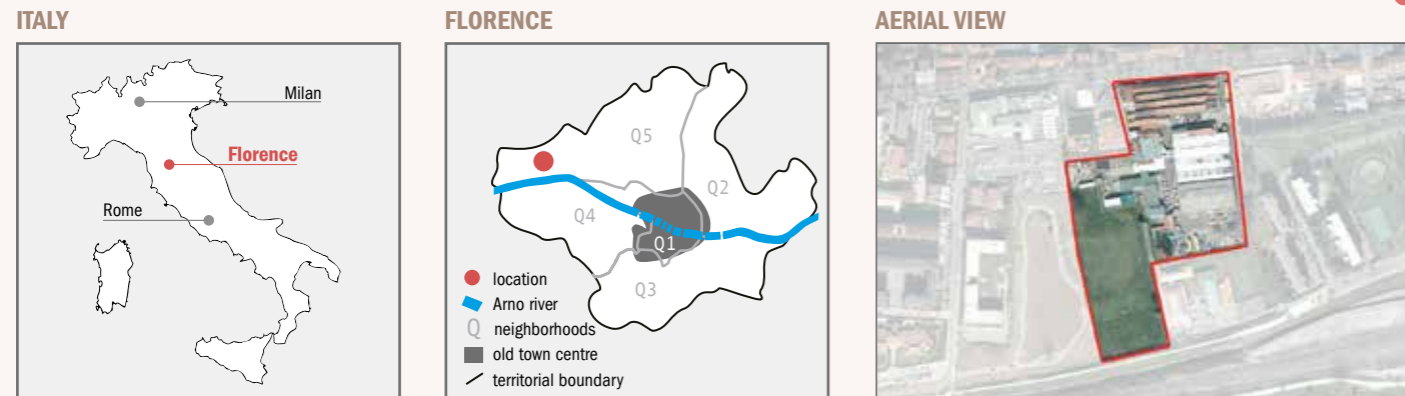 ITALY
Milan
Florence
Rome
FLORENCE
Q5
Q2
Q4
Q1
Q3
location
Arno river
Q neighborhoods
old town centre
territorial boundary
AERIAL VIEW